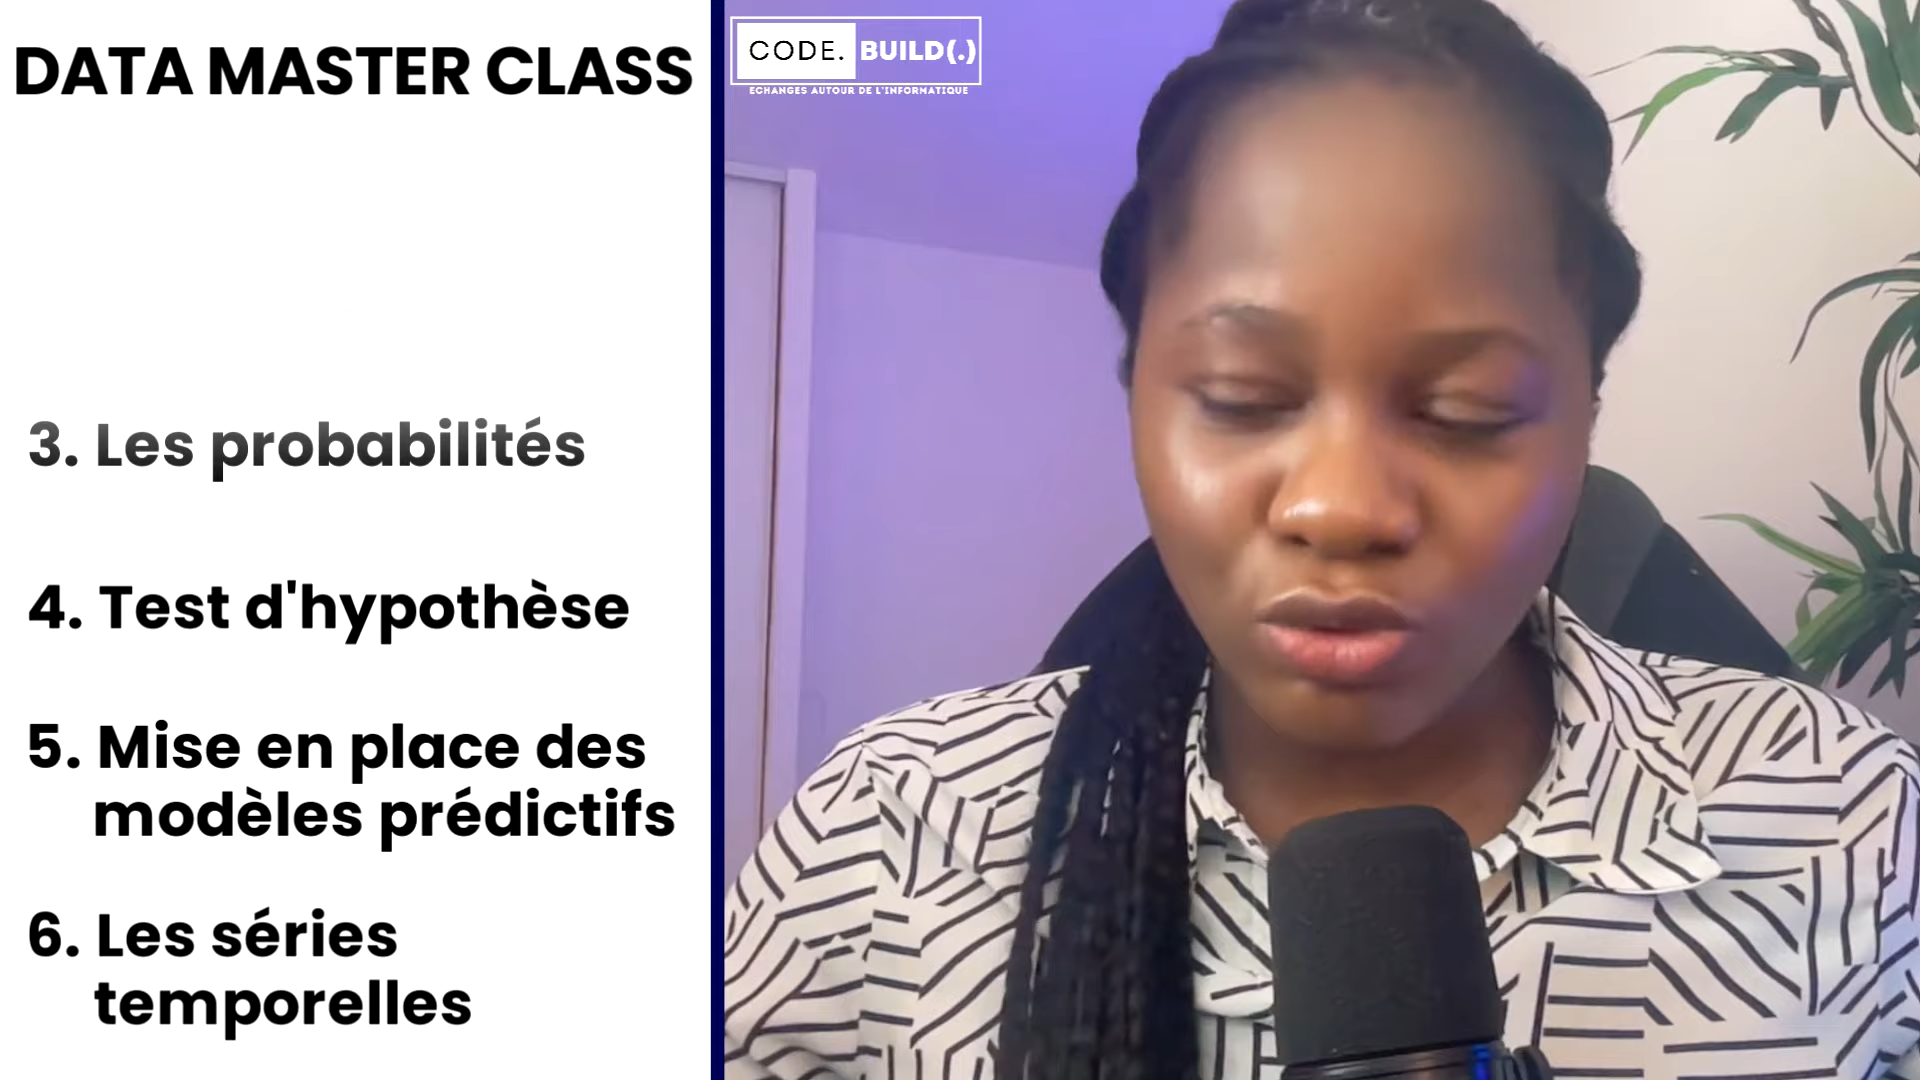 DATA MASTER CLASS
CODE. BUILD(.)
ECHANGES AUTOUR DE L'INFORMATIQUE
3. Les probabilités
4. Test d'hypothèse
5. Mise en place des
modèles prédictifs
6. Les séries
temporelles